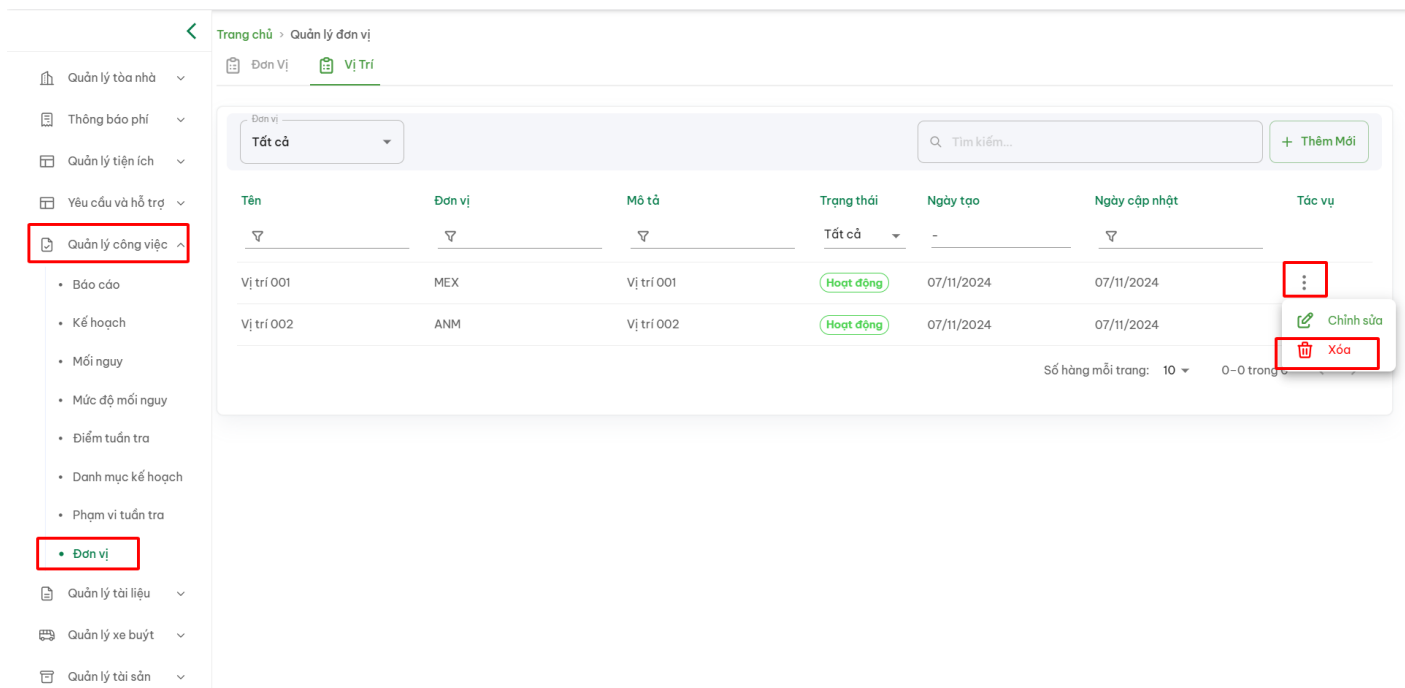 Trang chủ > Quản lý đơn vị
Đơn Vị Vị Trí
Quản lý tòa nhà
Thông báo phí
Quản lý tiện ích
Yêu cầu và hỗ trợ
Quản lý công việc
Báo cáo
Kế hoạch
Mối nguy
Mức độ mối nguy
Điểm tuần tra
Danh mục kế hoạch
Phạm vi tuần tra
Đơn vị
Quản lý tài liệu
Quản lý xe buýt
Quản lý tài sản
Đơn vị
Tất cả Tìm kiếm... + Thêm Mới
Tên Đơn vị Mô tả Trạng thái Ngày tạo Ngày cập nhật Tác vụ
Tất cả -
Vị trí 001 MEX Vị trí 001 Hoạt động 07/11/2024 07/11/2024
Vị trí 002 ANM Vị trí 002 Hoạt động 07/11/2024 07/11/2024
Chỉnh sửa
Xóa
Số hàng mỗi trang: 10 0–0 trong